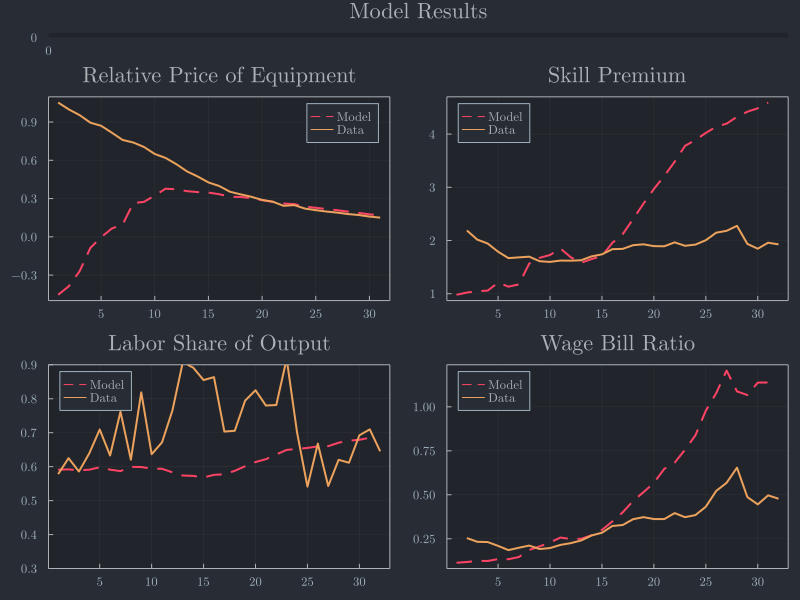 Model Results
0
0
Relative Price of Equipment
Model
Data
0.9
0.6
0.3
0.0
−0.3
5 10 15 20 25 30
Skill Premium
Model
Data
4
3
2
1
5 10 15 20 25 30
Labor Share of Output
Model
Data
0.9
0.8
0.7
0.6
0.5
0.4
0.3
5 10 15 20 25 30
Wage Bill Ratio
Model
Data
1.00
0.75
0.50
0.25
5 10 15 20 25 30